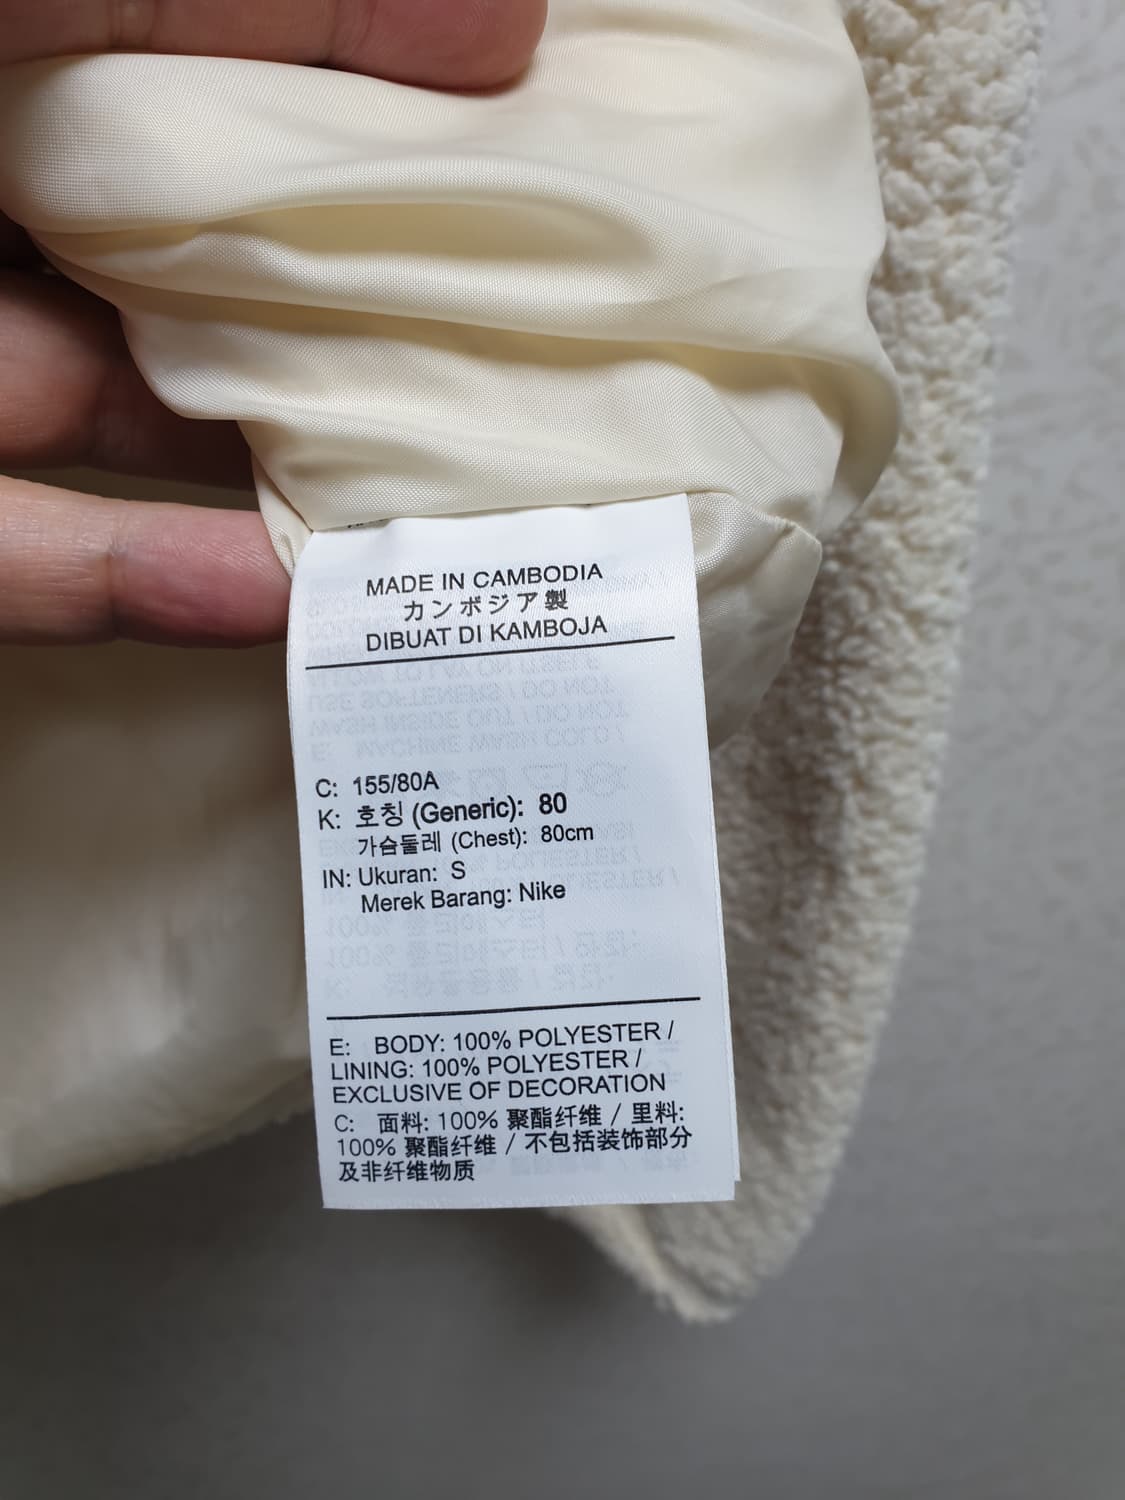 MADE IN CAMBODIA
カンボジア製
DIBUAT DI KAMBOJA
C: 155/80A
K: 호칭 (Generic): 80
가슴둘레 (Chest): 80cm
IN: Ukuran: S
Merek Barang: Nike
E: BODY: 100% POLYESTER /
LINING: 100% POLYESTER /
EXCLUSIVE OF DECORATION
C: 面料: 100% 聚酯纤维 / 里料:
100% 聚酯纤维 / 不包括装饰部分
及非纤维物质